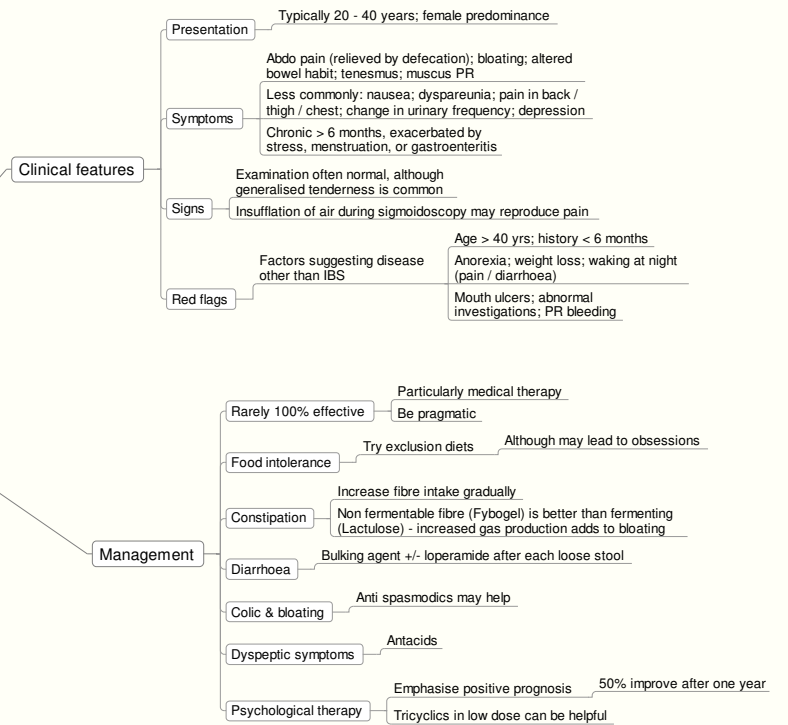 Clinical features
Presentation
Typically 20 - 40 years; female predominance
Symptoms
Abdo pain (relieved by defecation); bloating; altered
bowel habit; tenesmus; muscus PR
Less commonly: nausea; dyspareunia; pain in back /
thigh / chest; change in urinary frequency; depression
Chronic > 6 months, exacerbated by
stress, menstruation, or gastroenteritis
Signs
Examination often normal, although
generalised tenderness is common
Insufflation of air during sigmoidoscopy may reproduce pain
Red flags
Factors suggesting disease
other than IBS
Age > 40 yrs; history < 6 months
Anorexia; weight loss; waking at night
(pain / diarrhoea)
Mouth ulcers; abnormal
investigations; PR bleeding
Management
Rarely 100% effective
Particularly medical therapy
Be pragmatic
Food intolerance
Try exclusion diets
Although may lead to obsessions
Constipation
Increase fibre intake gradually
Non fermentable fibre (Fybogel) is better than fermenting
(Lactulose) - increased gas production adds to bloating
Diarrhoea
Bulking agent +/- loperamide after each loose stool
Colic & bloating
Anti spasmodics may help
Dyspeptic symptoms
Antacids
Psychological therapy
Emphasise positive prognosis
50% improve after one year
Tricyclics in low dose can be helpful